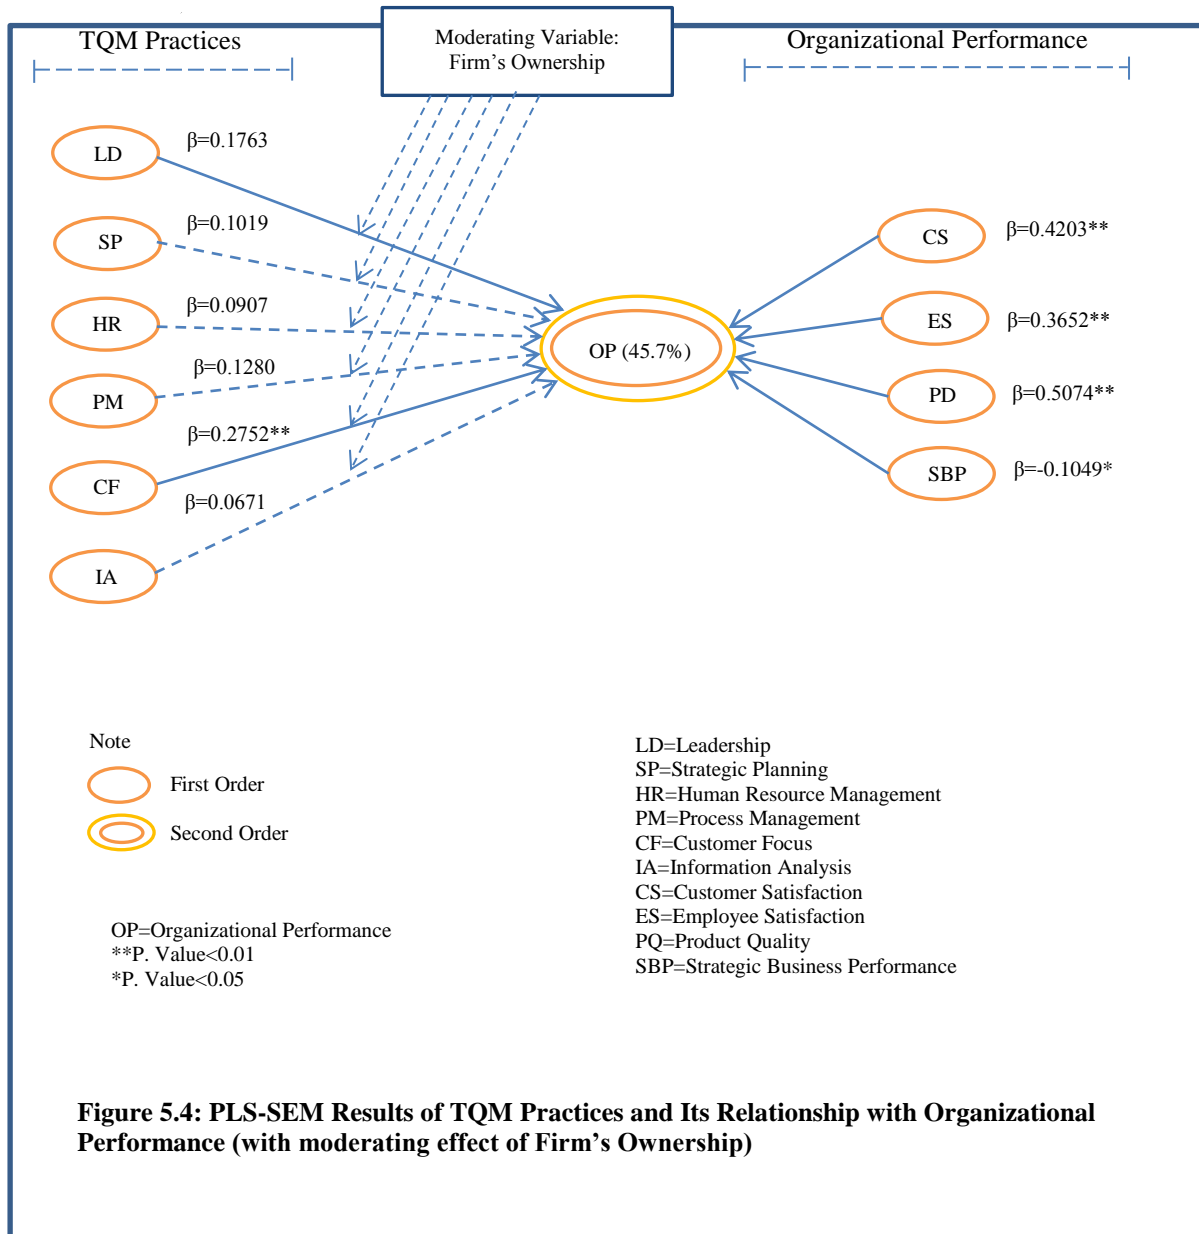 TQM Practices
Moderating Variable:
Firm's Ownership
Organizational Performance
LD
β=0.1763
SP
β=0.1019
HR
β=0.0907
PM
β=0.1280
CF
β=0.2752**
IA
β=0.0671
OP (45.7%)
CS
β=0.4203**
ES
β=0.3652**
PD
β=0.5074**
SBP
β=-0.1049*
Note
First Order
Second Order
OP=Organizational Performance
**P. Value<0.01
*P. Value<0.05
LD=Leadership
SP=Strategic Planning
HR=Human Resource Management
PM=Process Management
CF=Customer Focus
IA=Information Analysis
CS=Customer Satisfaction
ES=Employee Satisfaction
PQ=Product Quality
SBP=Strategic Business Performance
Figure 5.4: PLS-SEM Results of TQM Practices and Its Relationship with Organizational
Performance (with moderating effect of Firm's Ownership)